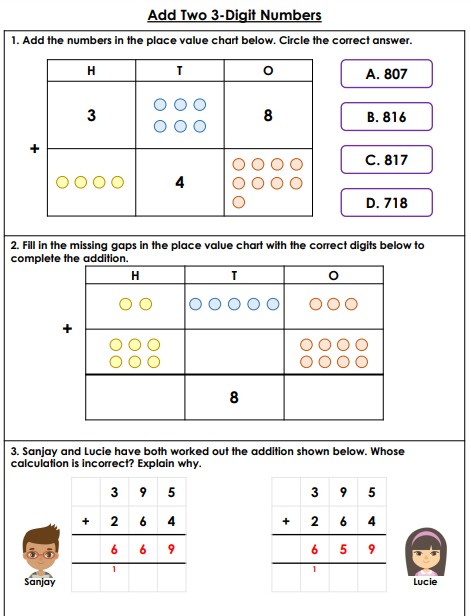 Add Two 3-Digit Numbers
1. Add the numbers in the place value chart below. Circle the correct answer.
H T O
3 8
+
4
A. 807
B. 816
C. 817
D. 718
2. Fill in the missing gaps in the place value chart with the correct digits below to
complete the addition.
H T O
+
8
3. Sanjay and Lucie have both worked out the addition shown below. Whose
calculation is incorrect? Explain why.
3 9 5
+ 2 6 4
6 6 9
1
Sanjay
3 9 5
+ 2 6 4
6 5 9
1
Lucie